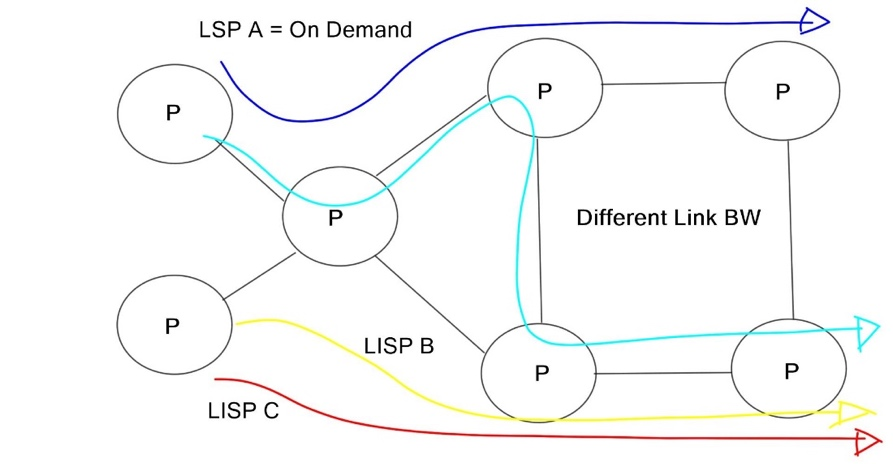 LSP A = On Demand
P
P
P
P
Different Link BW
P
LISP B
P
P
LISP C